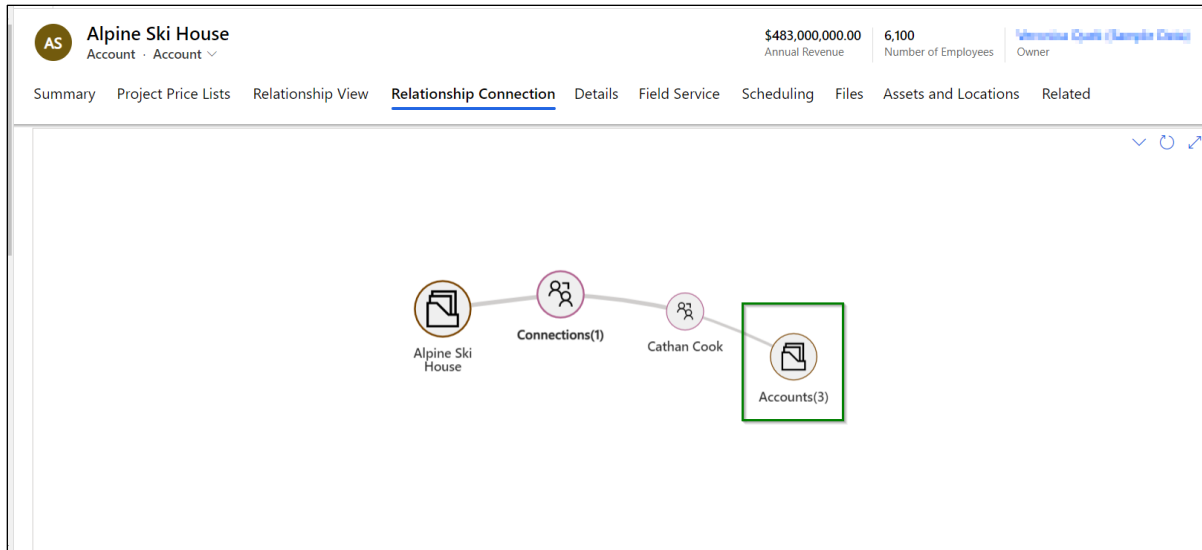 AS
Alpine Ski House
Account · Account
$483,000,000.00
Annual Revenue
6,100
Number of Employees
Owner
Summary Project Price Lists Relationship View Relationship Connection Details Field Service Scheduling Files Assets and Locations Related
Alpine Ski
House
Connections(1)
Cathan Cook
Accounts(3)